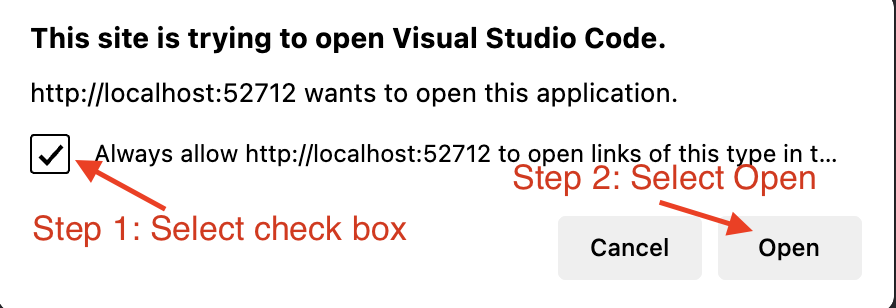 This site is trying to open Visual Studio Code.
http://localhost:52712 wants to open this application.
Always allow http://localhost:52712 to open links of this type in t...
Step 2: Select Open
Step 1: Select check box
Cancel
Open